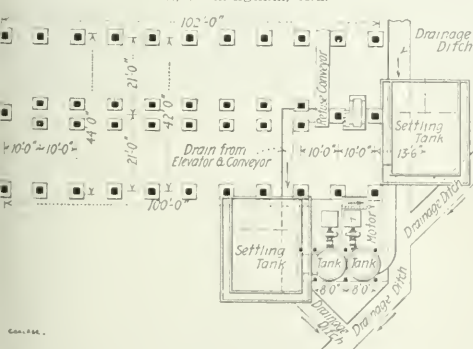 102'-0"
Drainage
Ditch
Picker Conveyor
21'-0"
44'0"
42'0"
Settling
Tank
10'-0" 10'-0"
Drain from
Elevator & Conveyor
10'-0" 10'-0"
13'-6"
21'-0"
100'-0"
Drainage Ditch
Motor
Settling
Tank
Tank
Tank
8'0" 8'0"
Drainage
Ditch
Drainage Ditch